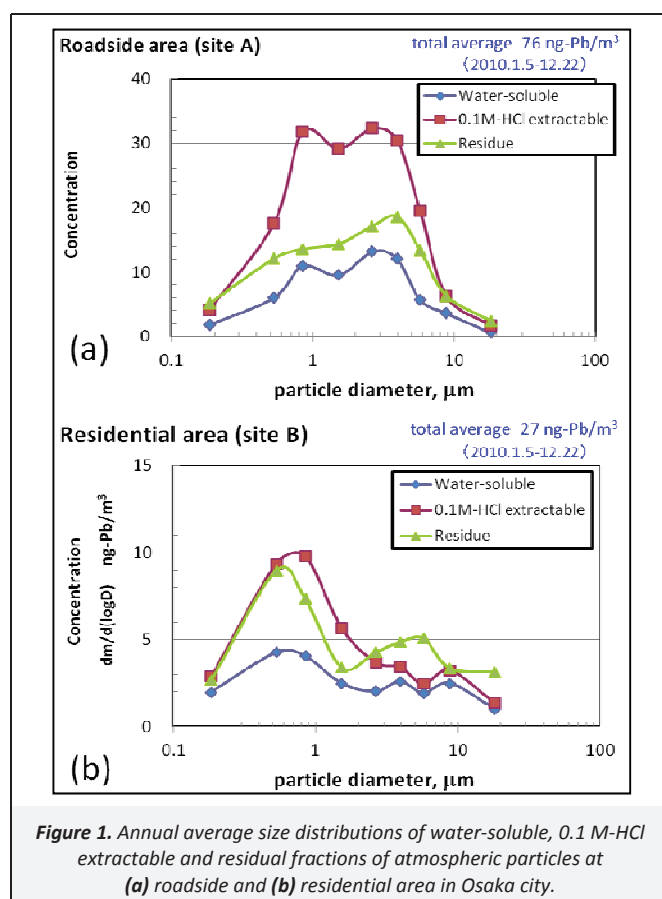 Roadside area (site A)
total average 76 ng-Pb/m³
(2010.1.5-12.22)
40
30
20
10
0
Concentration
Water-soluble
0.1M-HCl extractable
Residue
(a)
0.1
1
10
100
particle diameter, μm
Residential area (site B)
total average 27 ng-Pb/m³
(2010.1.5-12.22)
15
10
5
0
Concentration
dm/d(logD) ng-Pb/m³
Water-soluble
0.1M-HCl extractable
Residue
(b)
0.1
1
10
100
particle diameter, μm
Figure 1. Annual average size distributions of water-soluble, 0.1 M-HCl
extractable and residual fractions of atmospheric particles at
(a) roadside and (b) residential area in Osaka city.